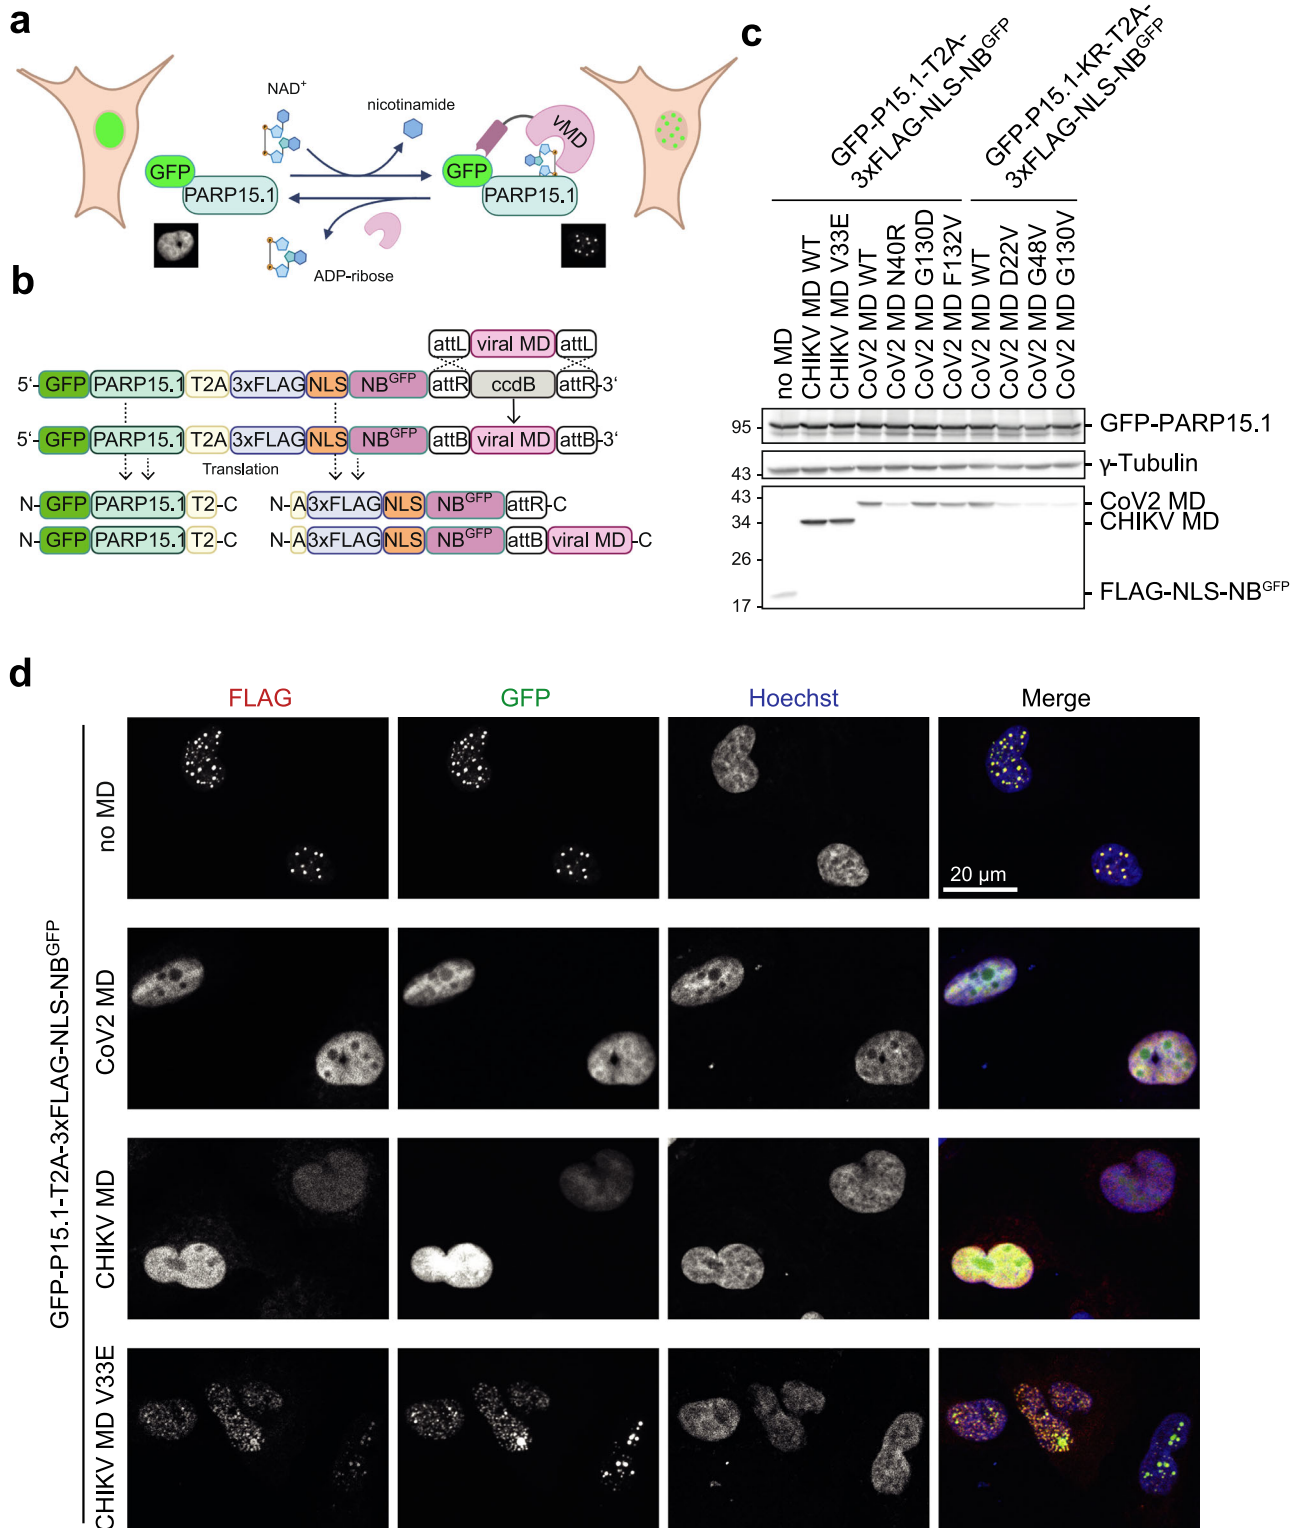 a
NAD+
nicotinamide
vMD
GFP
PARP15.1
GFP
PARP15.1
ADP-ribose
b
attL viral MD attL
5‘- GFP PARP15.1 T2A 3xFLAG NLS NBGFP attR ccdB attR -3‘
5‘- GFP PARP15.1 T2A 3xFLAG NLS NBGFP attB viral MD attB -3‘
Translation
N- GFP PARP15.1 T2 -C N- A 3xFLAG NLS NBGFP attR -C
N- GFP PARP15.1 T2 -C N- A 3xFLAG NLS NBGFP attB viral MD -C
c
GFP-P15.1-T2A-
3xFLAG-NLS-NBGFP
GFP-P15.1-KR-T2A-
3xFLAG-NLS-NBGFP
no MD
CHIKV MD WT
CHIKV MD V33E
CoV2 MD WT
CoV2 MD N40R
CoV2 MD G130D
CoV2 MD F132V
CoV2 MD WT
CoV2 MD D22V
CoV2 MD G48V
CoV2 MD G130V
95 GFP-PARP15.1
43 γ-Tubulin
43 CoV2 MD
34 CHIKV MD
26
17 FLAG-NLS-NBGFP
d
FLAG GFP Hoechst Merge
GFP-P15.1-T2A-3xFLAG-NLS-NBGFP
no MD
20 µm
CoV2 MD
CHIKV MD
CHIKV MD V33E